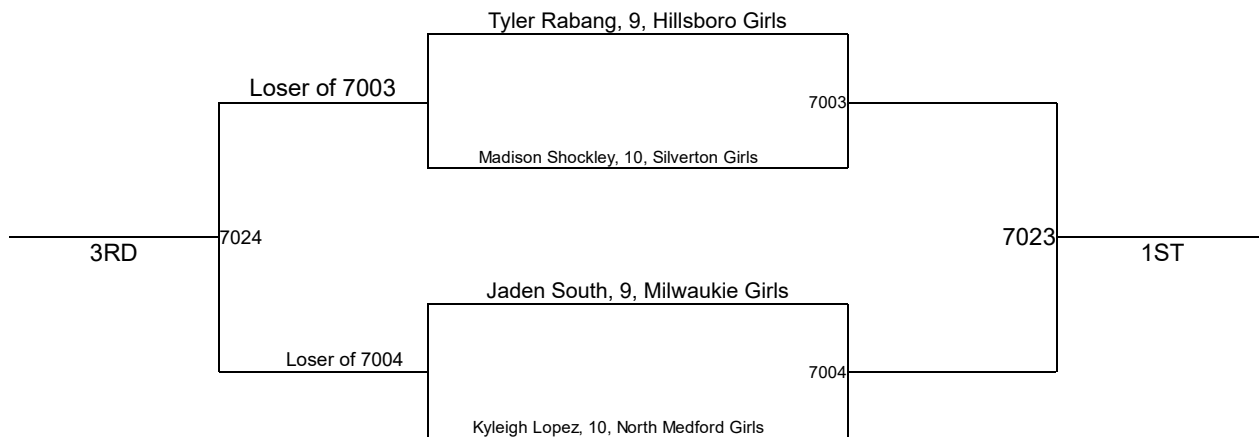 Tyler Rabang, 9, Hillsboro Girls
Loser of 7003
7003
Madison Shockley, 10, Silverton Girls
7024
7023
3RD
1ST
Jaden South, 9, Milwaukie Girls
Loser of 7004
7004
Kyleigh Lopez, 10, North Medford Girls